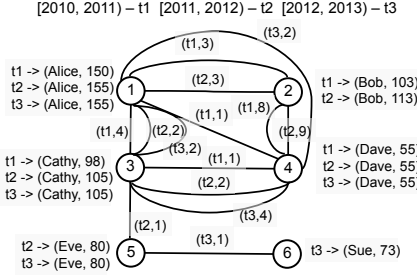 [2010, 2011) – t1 [2011, 2012) – t2 [2012, 2013) – t3
(t1,3)
(t3,2)
t1 -> (Alice, 150)
t2 -> (Alice, 155)
t3 -> (Alice, 155)
1
(t2,3)
2
t1 -> (Bob, 103)
t2 -> (Bob, 113)
(t1,1)
(t1,8)
(t1,4)
(t2,2)
(t3,2)
(t2,9)
t1 -> (Cathy, 98)
t2 -> (Cathy, 105)
t3 -> (Cathy, 105)
3
(t1,1)
4
t1 -> (Dave, 55)
t2 -> (Dave, 55)
t3 -> (Dave, 55)
(t2,2)
(t3,4)
(t2,1)
t2 -> (Eve, 80)
t3 -> (Eve, 80)
5
(t3,1)
6
t3 -> (Sue, 73)